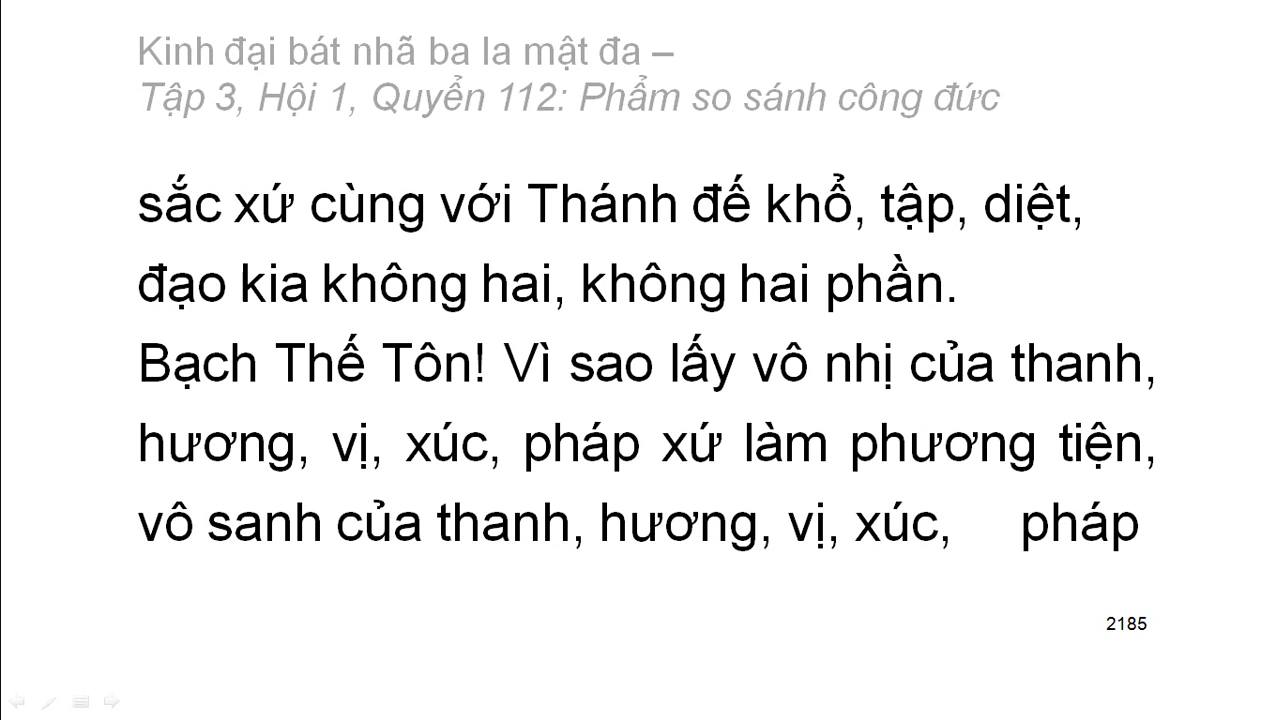 Kinh đại bát nhã ba la mật đa –
Tập 3, Hội 1, Quyển 112: Phẩm so sánh công đức
sắc xứ cùng với Thánh đế khổ, tập, diệt,
đạo kia không hai, không hai phần.
Bạch Thế Tôn! Vì sao lấy vô nhị của thanh,
hương, vị, xúc, pháp xứ làm phương tiện,
vô sanh của thanh, hương, vị, xúc, pháp
2185